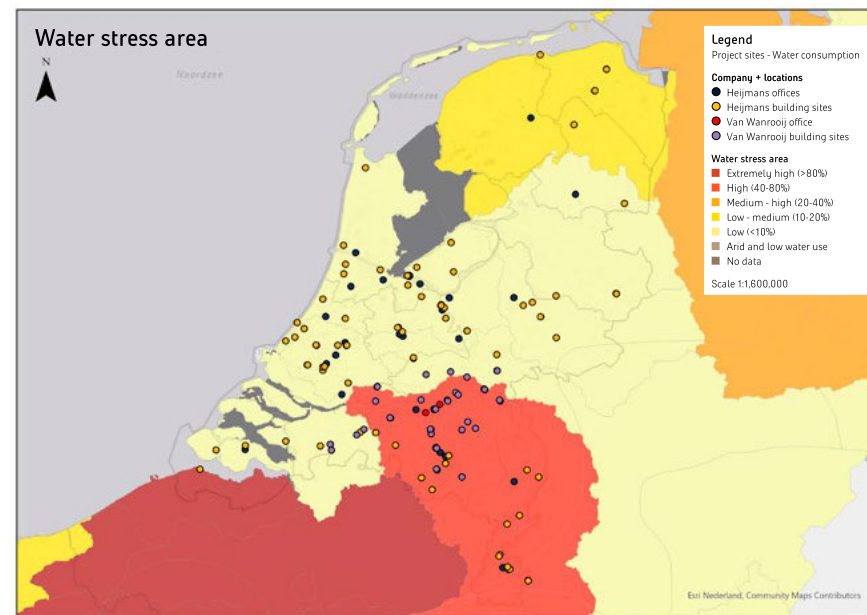 Water stress area
N
Noordzee
Waddenzee
Legend
Project sites - Water consumption
Company + locations
Heijmans offices
Heijmans building sites
Van Wanrooij office
Van Wanrooij building sites
Water stress area
Extremely high (>80%)
High (40-80%)
Medium - high (20-40%)
Low - medium (10-20%)
Low (<10%)
Arid and low water use
No data
Scale 1:1,600,000
Esri Nederland, Community Maps Contributors